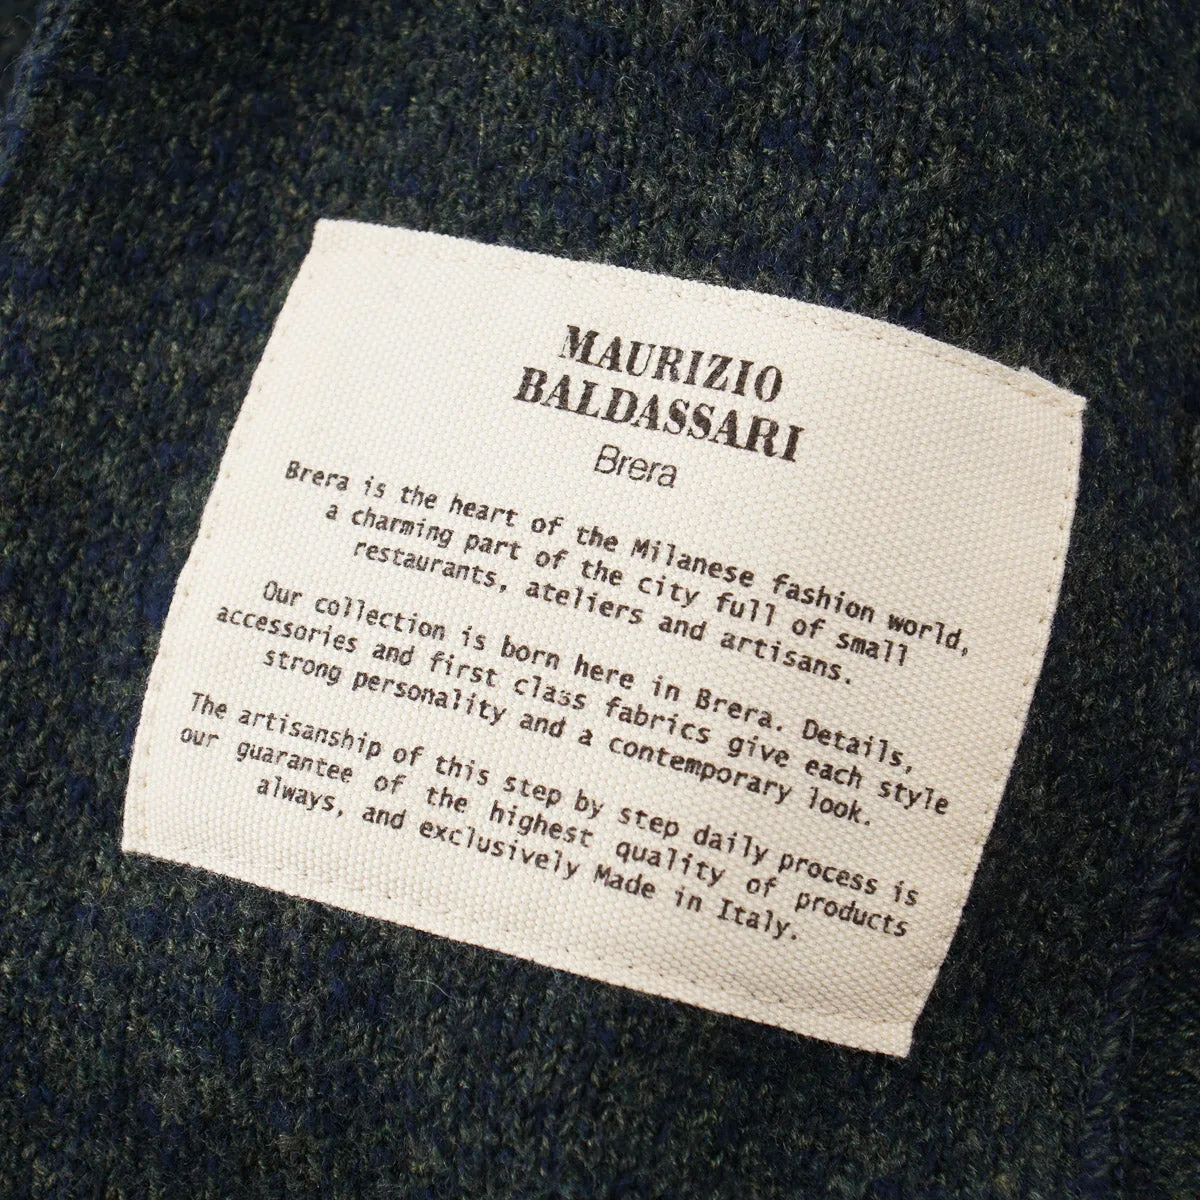 MAURIZIO
BALDASSARI
Brera
Brera is the heart of the Milanese fashion world,
a charming part of the city full of small
restaurants, ateliers and artisans.
Our collection is born here in Brera. Details,
accessories and first class fabrics give each style
strong personality and a contemporary look.
The artisanship of this step by step daily process is
our guarantee of the highest quality of products
always, and exclusively Made in Italy.